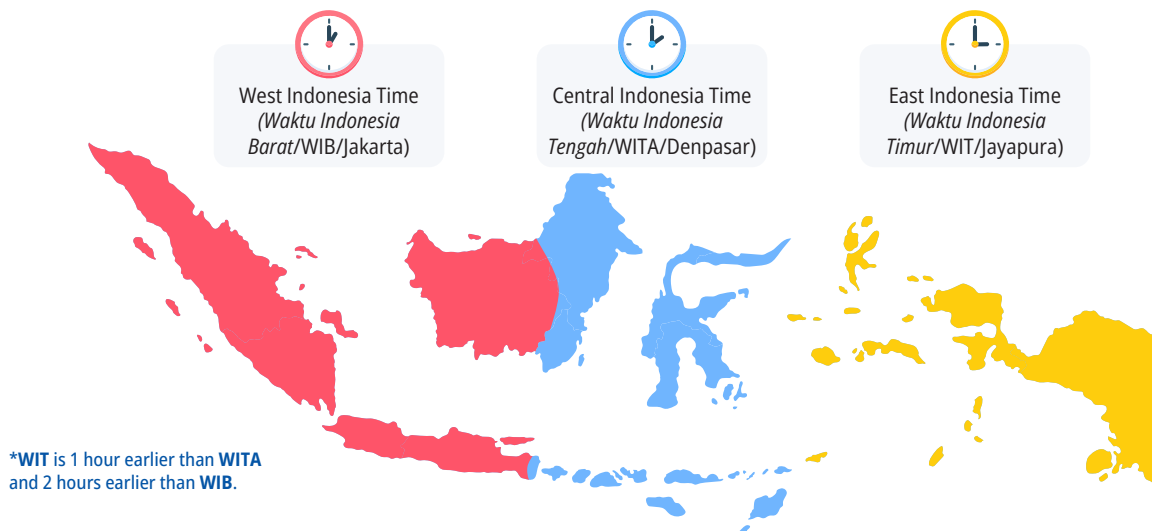 West Indonesia Time
(Waktu Indonesia
Barat/WIB/Jakarta)
Central Indonesia Time
(Waktu Indonesia
Tengah/WITA/Denpasar)
East Indonesia Time
(Waktu Indonesia
Timur/WIT/Jayapura)
*WIT is 1 hour earlier than WITA
and 2 hours earlier than WIB.